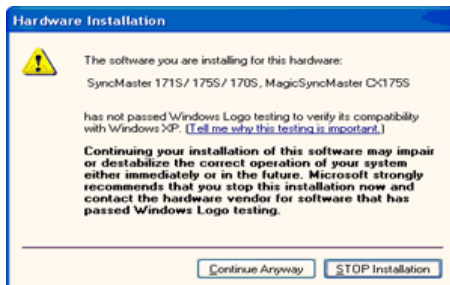 Hardware Installation
The software you are installing for this hardware:
SyncMaster 171S/ 175S/ 170S, MagicSyncMaster CX175S
has not passed Windows Logo testing to verify its compatibility
with Windows XP. (Tell me why this testing is important.)
Continuing your installation of this software may impair
or destabilize the correct operation of your system
either immediately or in the future. Microsoft strongly
recommends that you stop this installation now and
contact the hardware vendor for software that has
passed Windows Logo testing.
Continue Anyway
STOP Installation